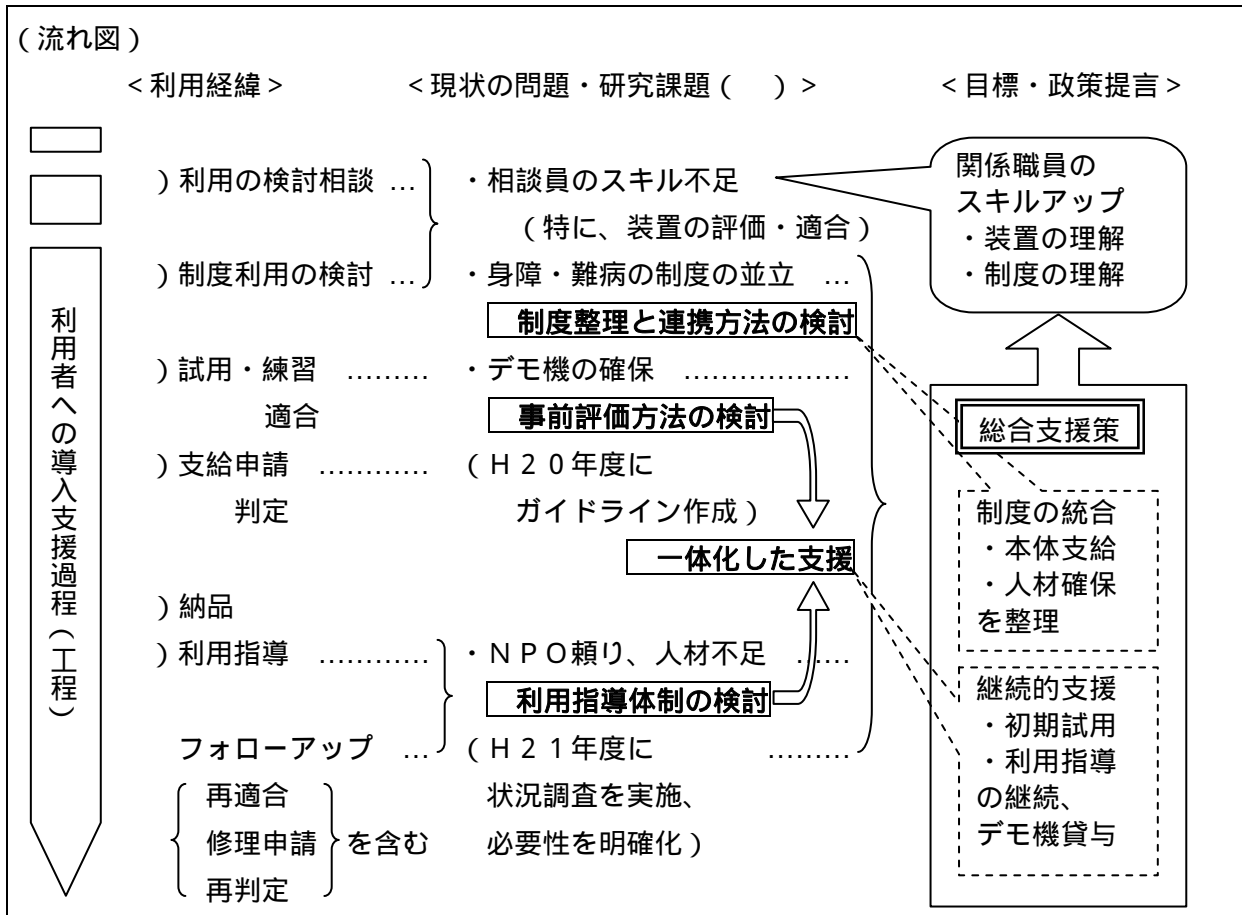 (流れ図)
<利用経緯>
<現状の問題・研究課題(　)>
<目標・政策提言>
利用者への導入支援過程(工程)
)利用の検討相談 …
)制度利用の検討 …
)試用・練習 ………
適合
)支給申請 …………
判定
)納品
)利用指導 …………
フォローアップ …
再適合
修理申請
再判定
を含む
・相談員のスキル不足
(特に、装置の評価・適合)
・身障・難病の制度の並立 …
制度整理と連携方法の検討
・デモ機の確保 ………………
事前評価方法の検討
(H20年度に
ガイドライン作成)
一体化した支援
・NPO頼り、人材不足 ……
利用指導体制の検討
(H21年度に ………
状況調査を実施、
必要性を明確化)
関係職員の
スキルアップ
・装置の理解
・制度の理解
総合支援策
制度の統合
・本体支給
・人材確保
を整理
継続的支援
・初期試用
・利用指導
の継続、
デモ機貸与